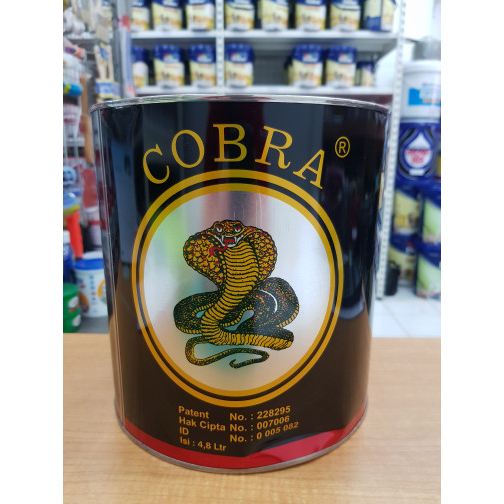 COBRA ®
Patent No. : 228295
Hak Cipta No. : 007006
ID No. : 0 005 082
Isi : 4,8 Ltr